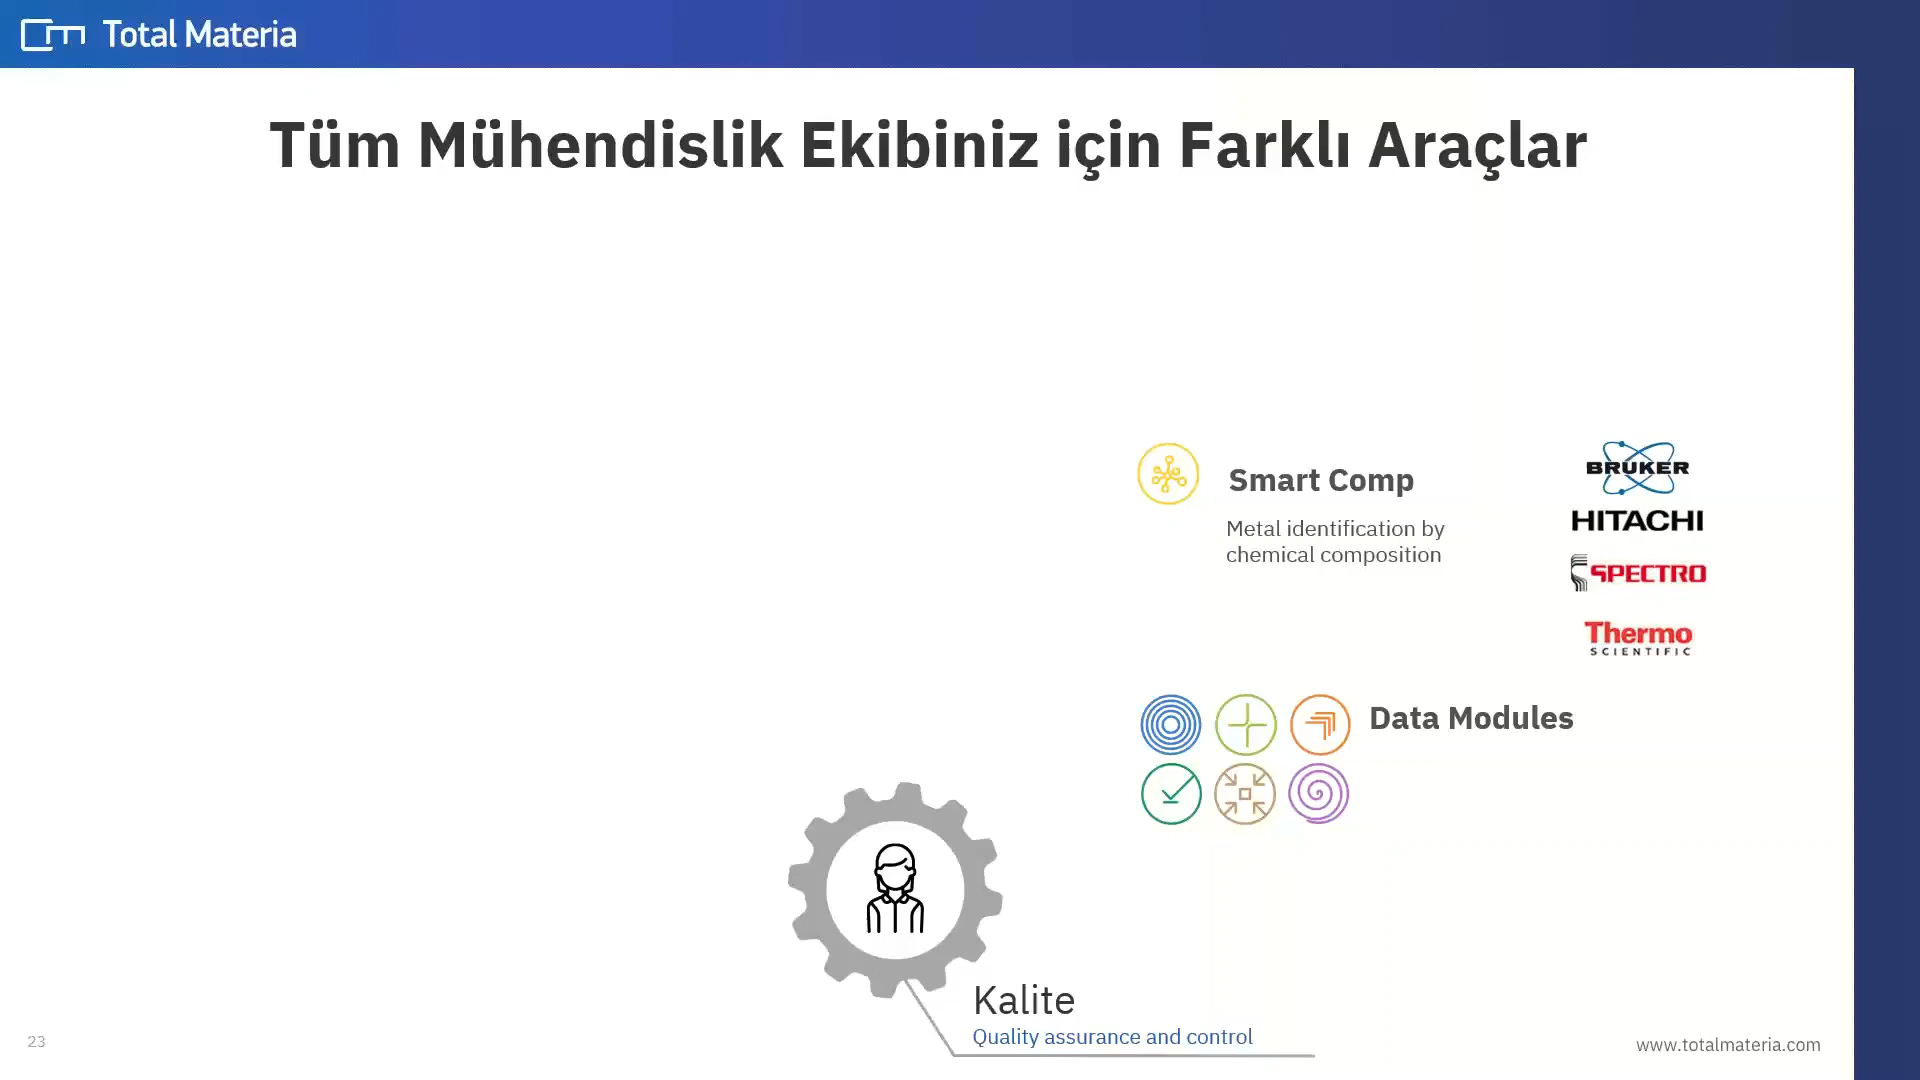 Total Materia
Tüm Mühendislik Ekibiniz için Farklı Araçlar
Smart Comp
Metal identification by
chemical composition
BRUKER
HITACHI
SPECTRO
Thermo
SCIENTIFIC
Data Modules
Kalite
Quality assurance and control
23
www.totalmateria.com